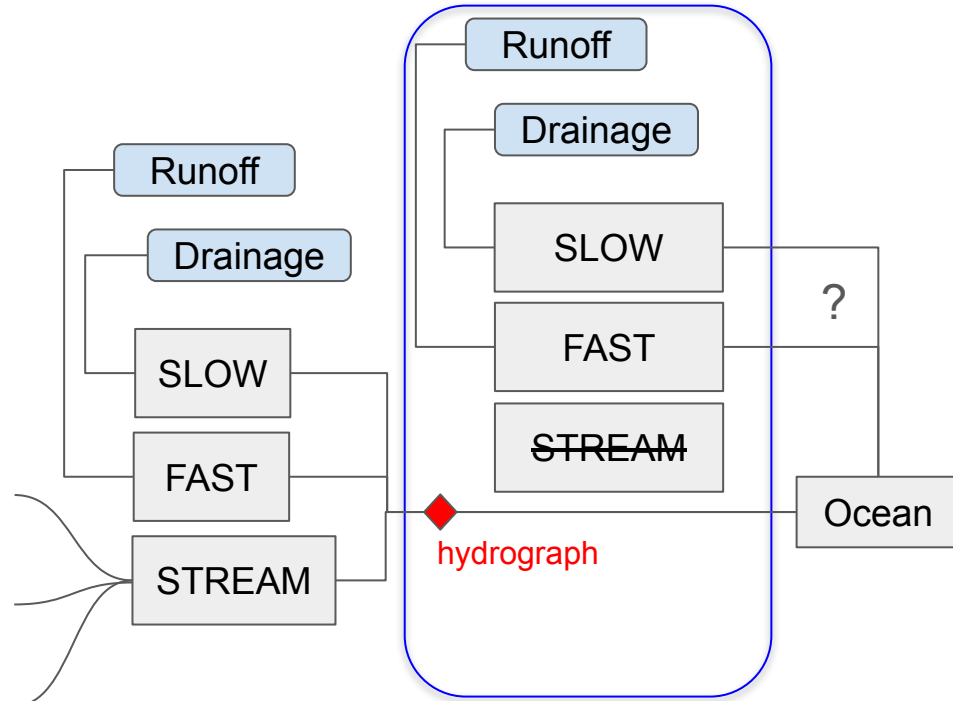 Runoff
Drainage
SLOW
FAST
STREAM
hydrograph
Runoff
Drainage
SLOW
FAST
STREAM
?
Ocean